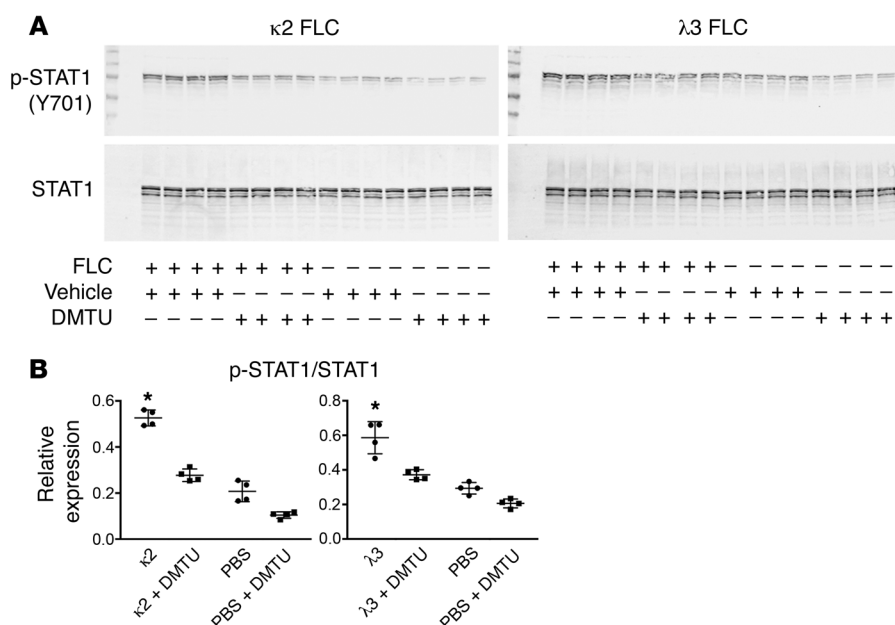 A
κ2 FLC
λ3 FLC
p-STAT1
(Y701)
STAT1
FLC + + + + + + + + – – – – – – – – + + + + + + + + – – – – – – – –
Vehicle + + + + – – – – + + + + – – – – + + + + – – – – + + + + – – – –
DMTU – – – – + + + + – – – – + + + + – – – – + + + + – – – – + + + +
B
p-STAT1/STAT1
Relative
expression
0.6
0.4
0.2
0.0
*
κ2
κ2 + DMTU
PBS
PBS + DMTU
0.8
0.6
0.4
0.2
0.0
*
λ3
λ3 + DMTU
PBS
PBS + DMTU